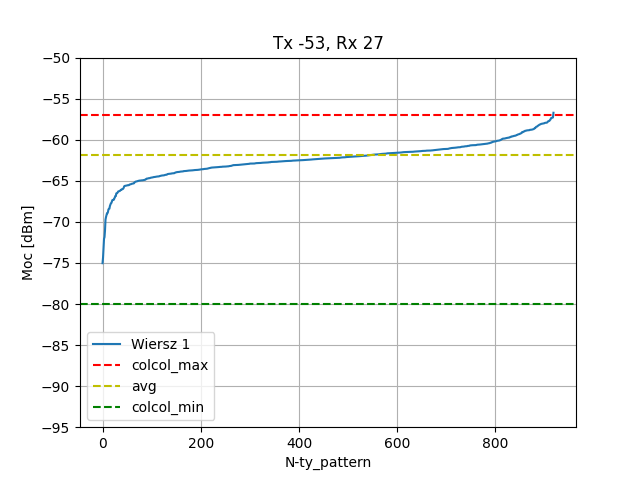 Tx -53, Rx 27
Moc [dBm]
−50
−55
−60
−65
−70
−75
−80
−85
−90
−95
Wiersz 1
colcol_max
avg
colcol_min
0 200 400 600 800
N-ty_pattern